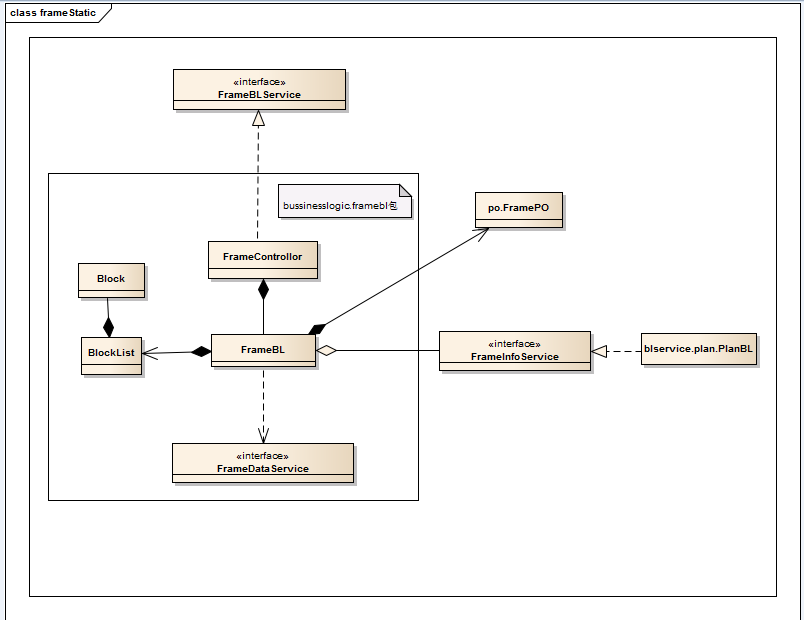 class frameStatic
«interface»
FrameBLService
bussinesslogic.framebl包
po.FramePO
FrameControllor
Block
BlockList
FrameBL
«interface»
FrameInfoService
blservice.plan.PlanBL
«interface»
FrameDataService